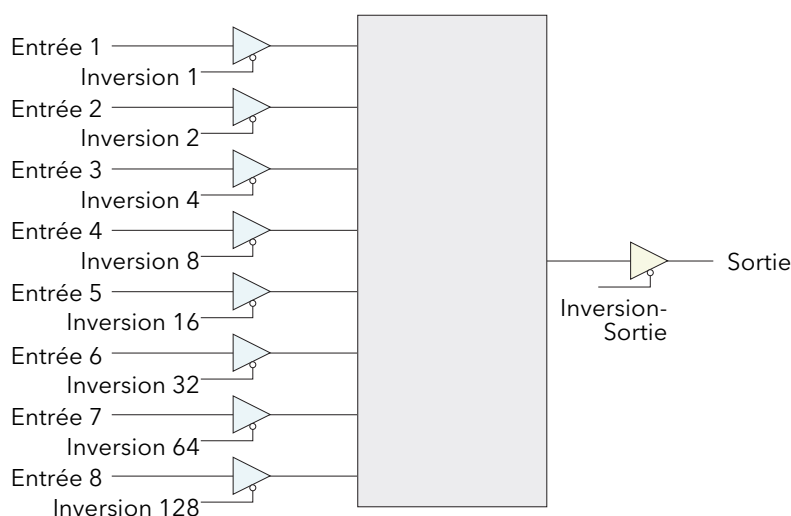 Entrée 1
Inversion 1
Entrée 2
Inversion 2
Entrée 3
Inversion 4
Entrée 4
Inversion 8
Entrée 5
Inversion 16
Entrée 6
Inversion 32
Entrée 7
Inversion 64
Entrée 8
Inversion 128
Sortie
Inversion-
Sortie